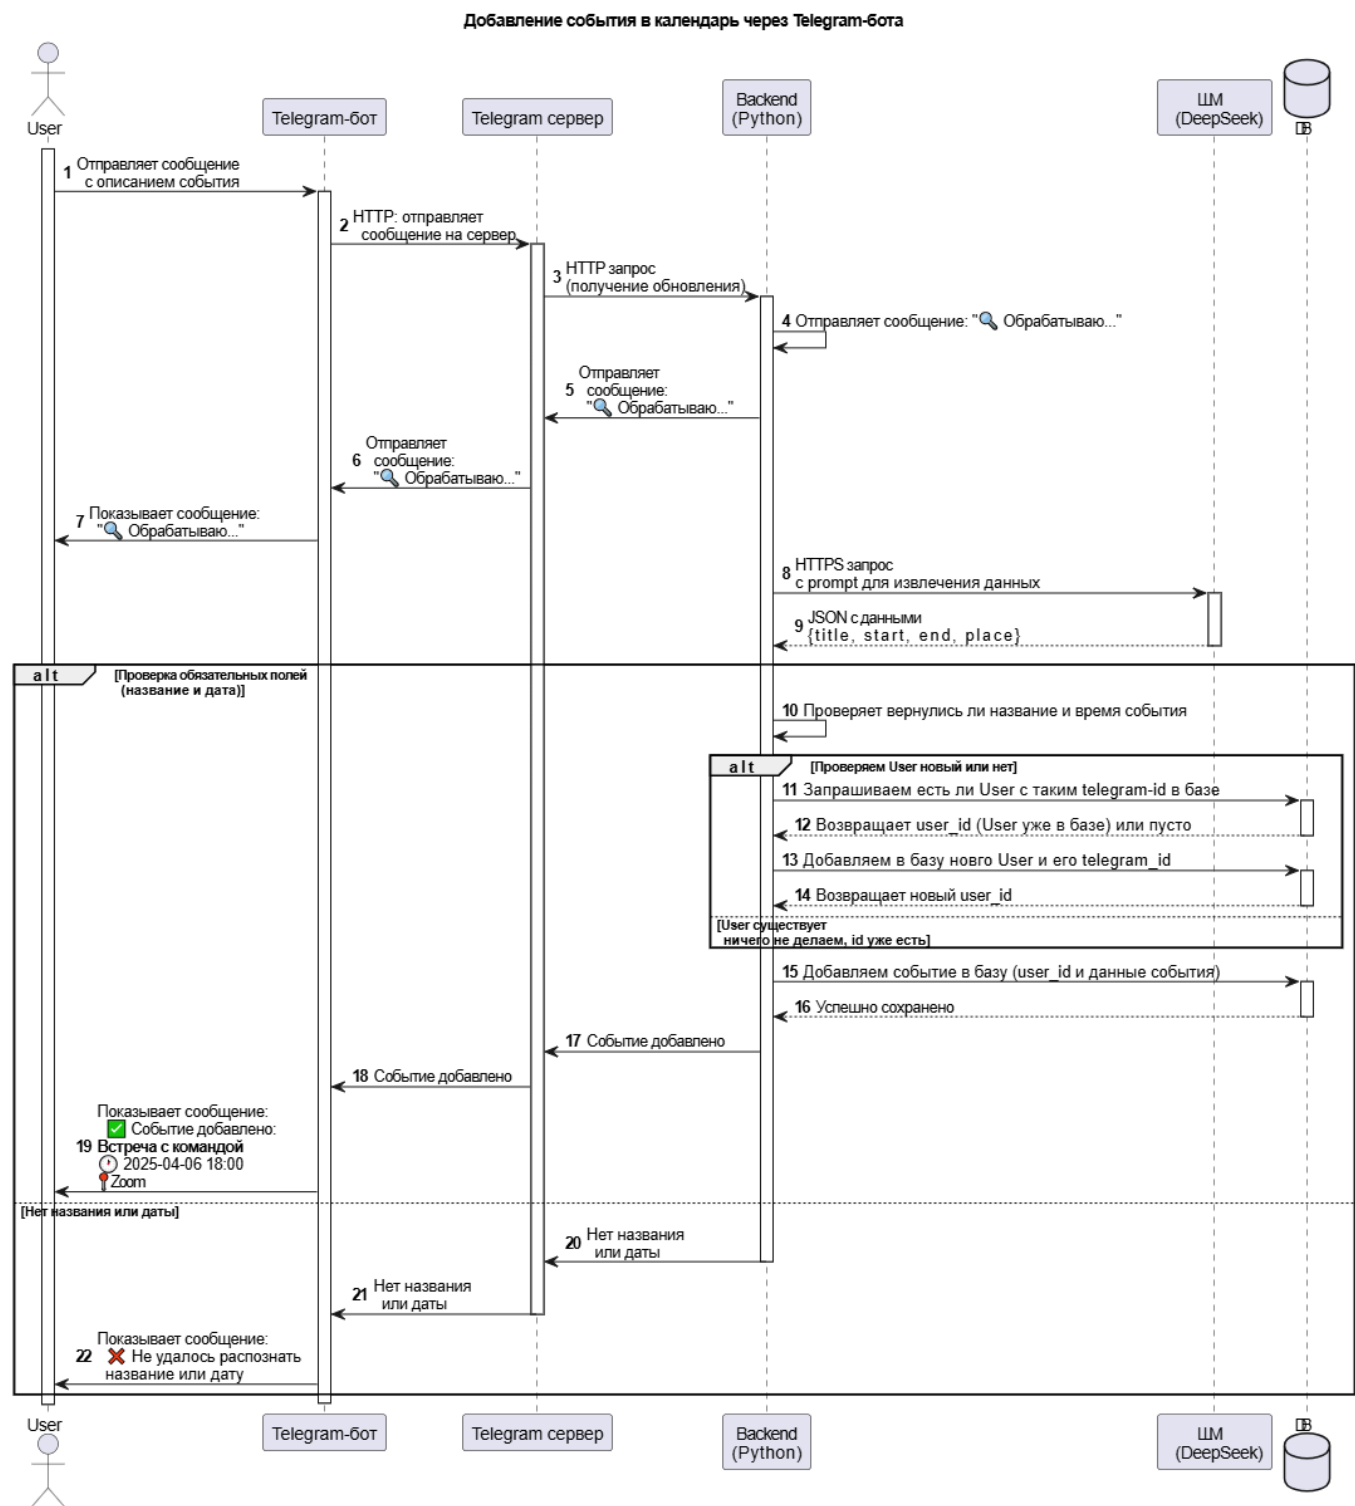 Добавление события в календарь через Telegram-бота
User
Telegram-бот
Telegram сервер
Backend
(Python)
LLM
(DeepSeek)
DB
1 Отправляет сообщение
с описанием события
2 HTTP: отправляет
сообщение на сервер
3 HTTP запрос
(получение обновления)
4 Отправляет сообщение: "🔍 Обрабатываю..."
5 Отправляет
сообщение:
"🔍 Обрабатываю..."
6 Отправляет
сообщение:
"🔍 Обрабатываю..."
7 Показывает сообщение:
"🔍 Обрабатываю..."
8 HTTPS запрос
с prompt для извлечения данных
9 JSON с данными
{title, start, end, place}
alt [Проверка обязательных полей
(название и дата)]
10 Проверяет вернулись ли название и время события
alt [Проверяем User новый или нет]
11 Запрашиваем есть ли User с таким telegram-id в базе
12 Возвращает user_id (User уже в базе) или пусто
13 Добавляем в базу новго User и его telegram_id
14 Возвращает новый user_id
[User существует
ничего не делаем, id уже есть]
15 Добавляем событие в базу (user_id и данные события)
16 Успешно сохранено
17 Событие добавлено
18 Событие добавлено
19 Показывает сообщение:
✅ Событие добавлено:
Встреча с командой
🕐 2025-04-06 18:00
📍Zoom
[Нет названия или даты]
20 Нет названия
или даты
21 Нет названия
или даты
22 Показывает сообщение:
❌ Не удалось распознать
название или дату
User
Telegram-бот
Telegram сервер
Backend
(Python)
LLM
(DeepSeek)
DB